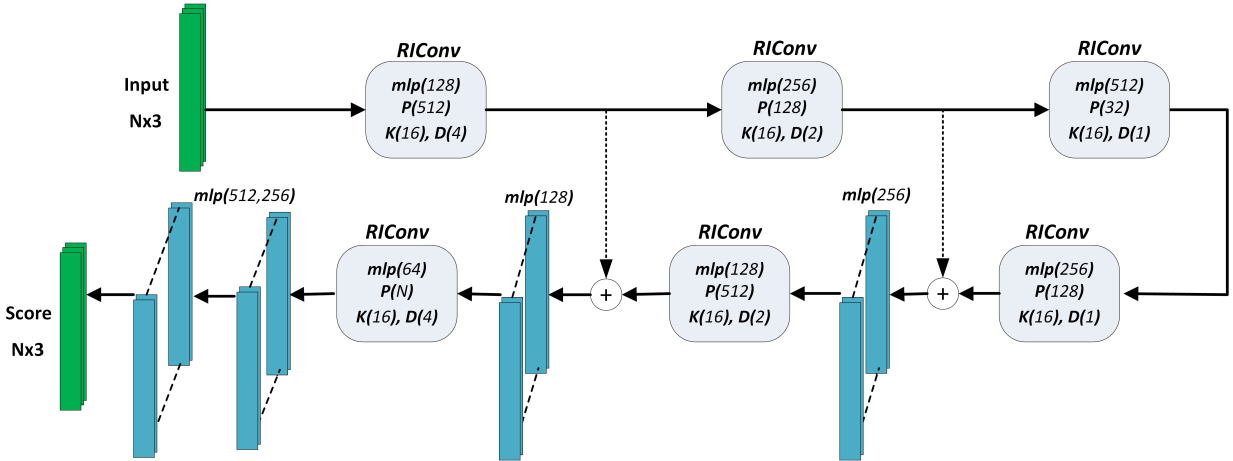 Input
Nx3
RIConv
mlp(128)
P(512)
K(16), D(4)
RIConv
mlp(256)
P(128)
K(16), D(2)
RIConv
mlp(512)
P(32)
K(16), D(1)
mlp(512,256)
RIConv
mlp(64)
P(N)
K(16), D(4)
mlp(128)
+
RIConv
mlp(128)
P(512)
K(16), D(2)
mlp(256)
+
RIConv
mlp(256)
P(128)
K(16), D(1)
Score
Nx3